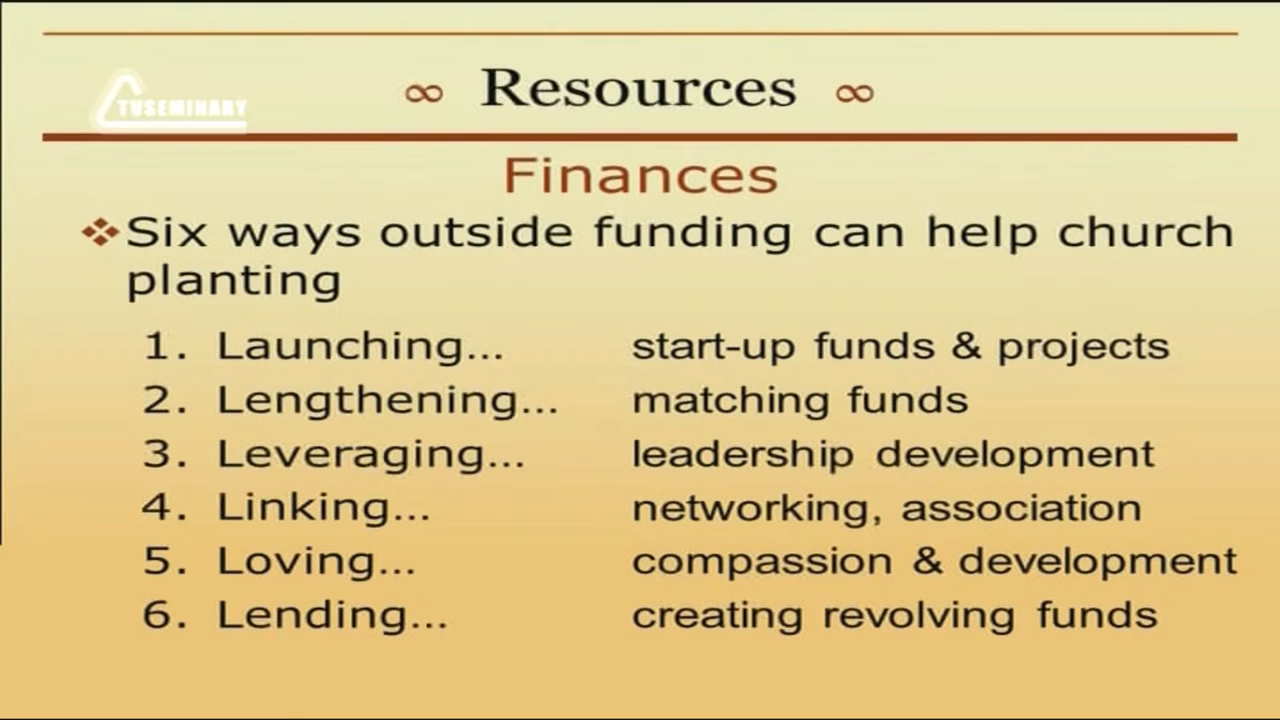 TVSEMINARY
∞ Resources ∞
Finances
❖Six ways outside funding can help church
planting
1. Launching... start-up funds & projects
2. Lengthening... matching funds
3. Leveraging... leadership development
4. Linking... networking, association
5. Loving... compassion & development
6. Lending... creating revolving funds